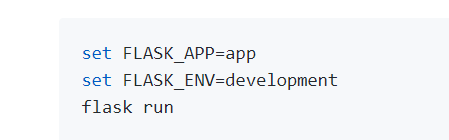 set FLASK_APP=app
set FLASK_ENV=development
flask run